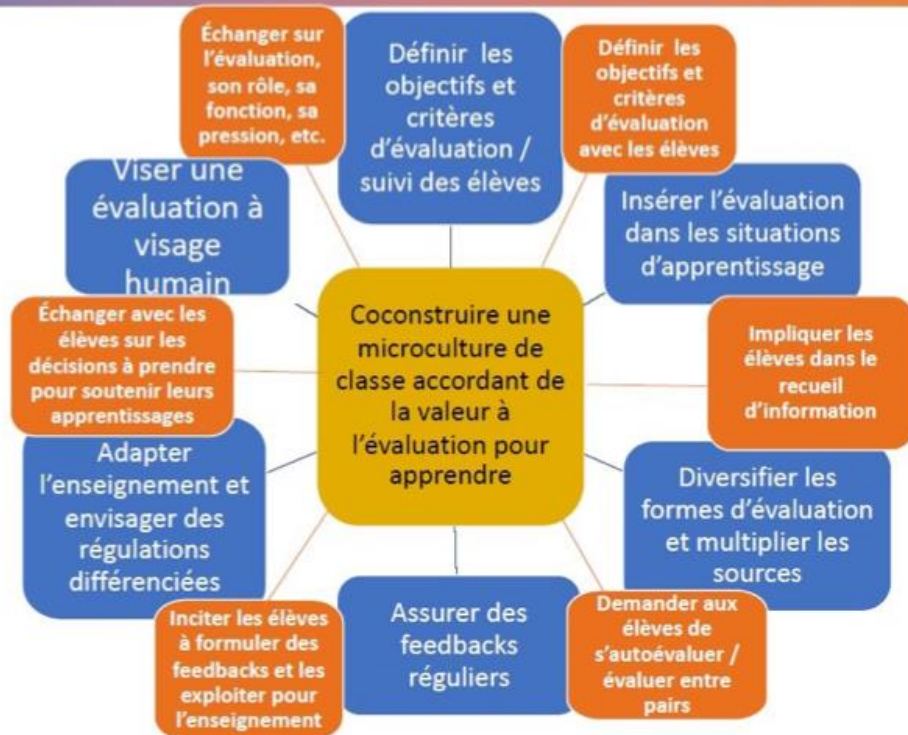 Échanger sur
l'évaluation,
son rôle, sa
fonction, sa
pression, etc.
Définir les
objectifs et
critères
d'évaluation /
suivi des élèves
Définir les
objectifs et
critères
d'évaluation
avec les élèves
Viser une
évaluation à
visage
humain
Insérer l'évaluation
dans les situations
d'apprentissage
Échanger avec les
élèves sur les
décisions à prendre
pour soutenir leurs
apprentissages
Coconstruire une
microculture de
classe accordant de
la valeur à
l'évaluation pour
apprendre
Impliquer les
élèves dans le
recueil
d'information
Adapter
l'enseignement et
envisager des
régulations
différenciées
Diversifier les
formes d'évaluation
et multiplier les
sources
Inciter les élèves
à formuler des
feedbacks et les
exploiter pour
l'enseignement
Assurer des
feedbacks
réguliers
Demander aux
élèves de
s'autoévaluer /
évaluer entre
pairs